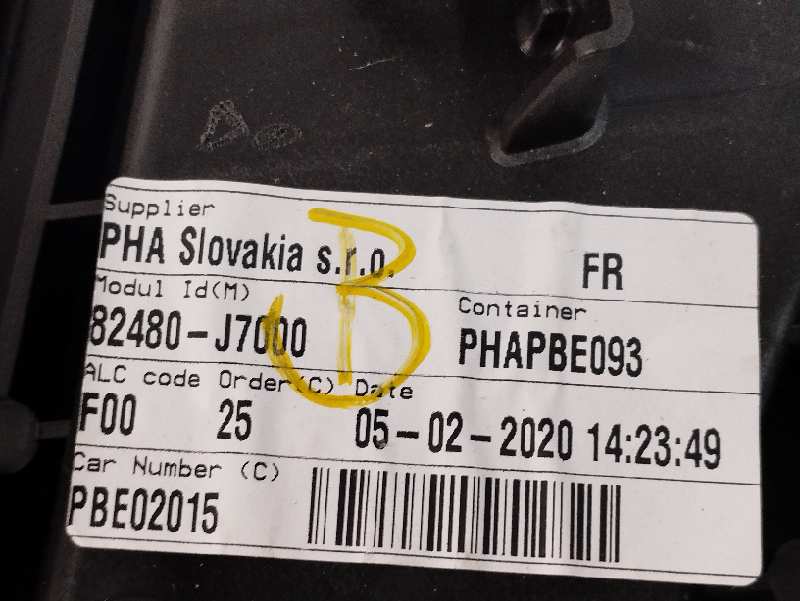 Supplier
PHA Slovakia s.r.o. FR
Modul Id(M) Container
82480-J7000 PHAPBE093
ALC code Order(C) Date
F00 25 05-02-2020 14:23:49
Car Number (C)
PBE02015
B